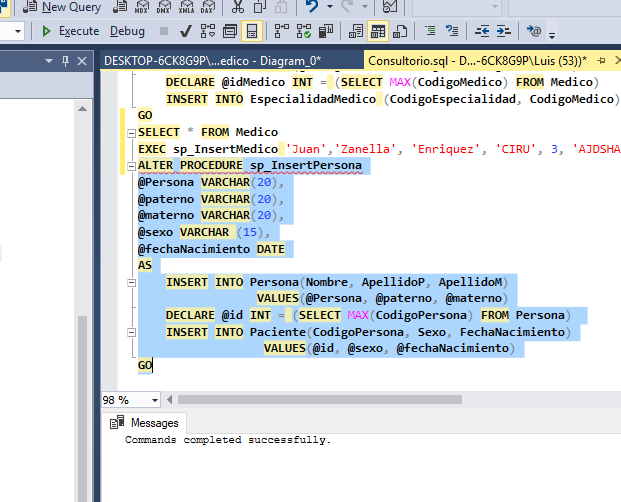 New Query
MDX
DMX
XMLA
DAX
Execute
Debug
DESKTOP-6CK8G9P\...edico - Diagram_0*
Consultorio.sql - D...-6CK8G9P\Luis (53))*
DECLARE @idMedico INT = (SELECT MAX(CodigoMedico) FROM Medico)
INSERT INTO EspecialidadMedico (CodigoEspecialidad, CodigoMedico)
GO
SELECT * FROM Medico
EXEC sp_InsertMedico 'Juan','Zanella', 'Enriquez', 'CIRU', 3, 'AJDSHA
ALTER PROCEDURE sp_InsertPersona
@Persona VARCHAR(20),
@paterno VARCHAR(20),
@materno VARCHAR(20),
@sexo VARCHAR (15),
@fechaNacimiento DATE
AS
INSERT INTO Persona(Nombre, ApellidoP, ApellidoM)
VALUES(@Persona, @paterno, @materno)
DECLARE @id INT = (SELECT MAX(CodigoPersona) FROM Persona)
INSERT INTO Paciente(CodigoPersona, Sexo, FechaNacimiento)
VALUES(@id, @sexo, @fechaNacimiento)
GO
98 %
Messages
Commands completed successfully.